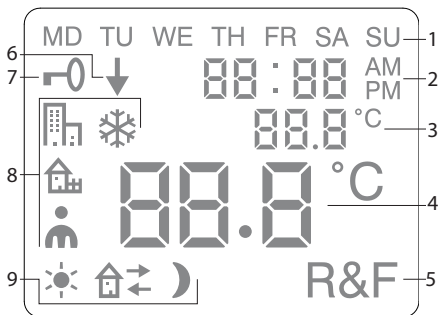 MD TU WE TH FR SA SU 1
6
7 88:88 AM PM 2
88.8 °C 3
8 88.8 °C 4
9 R&F 5